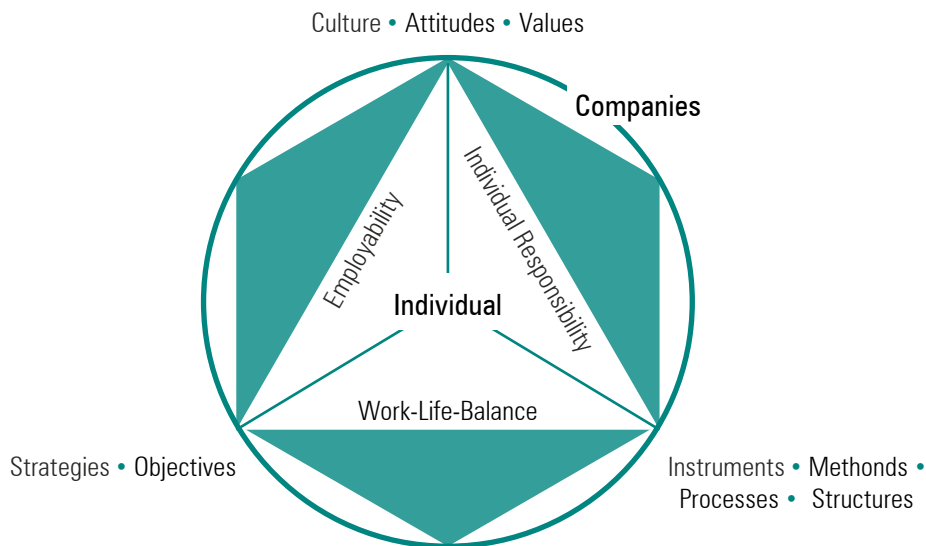 Culture • Attitudes • Values
Companies
Employability
Individual Responsibility
Individual
Work-Life-Balance
Strategies • Objectives
Instruments • Methonds •
Processes • Structures